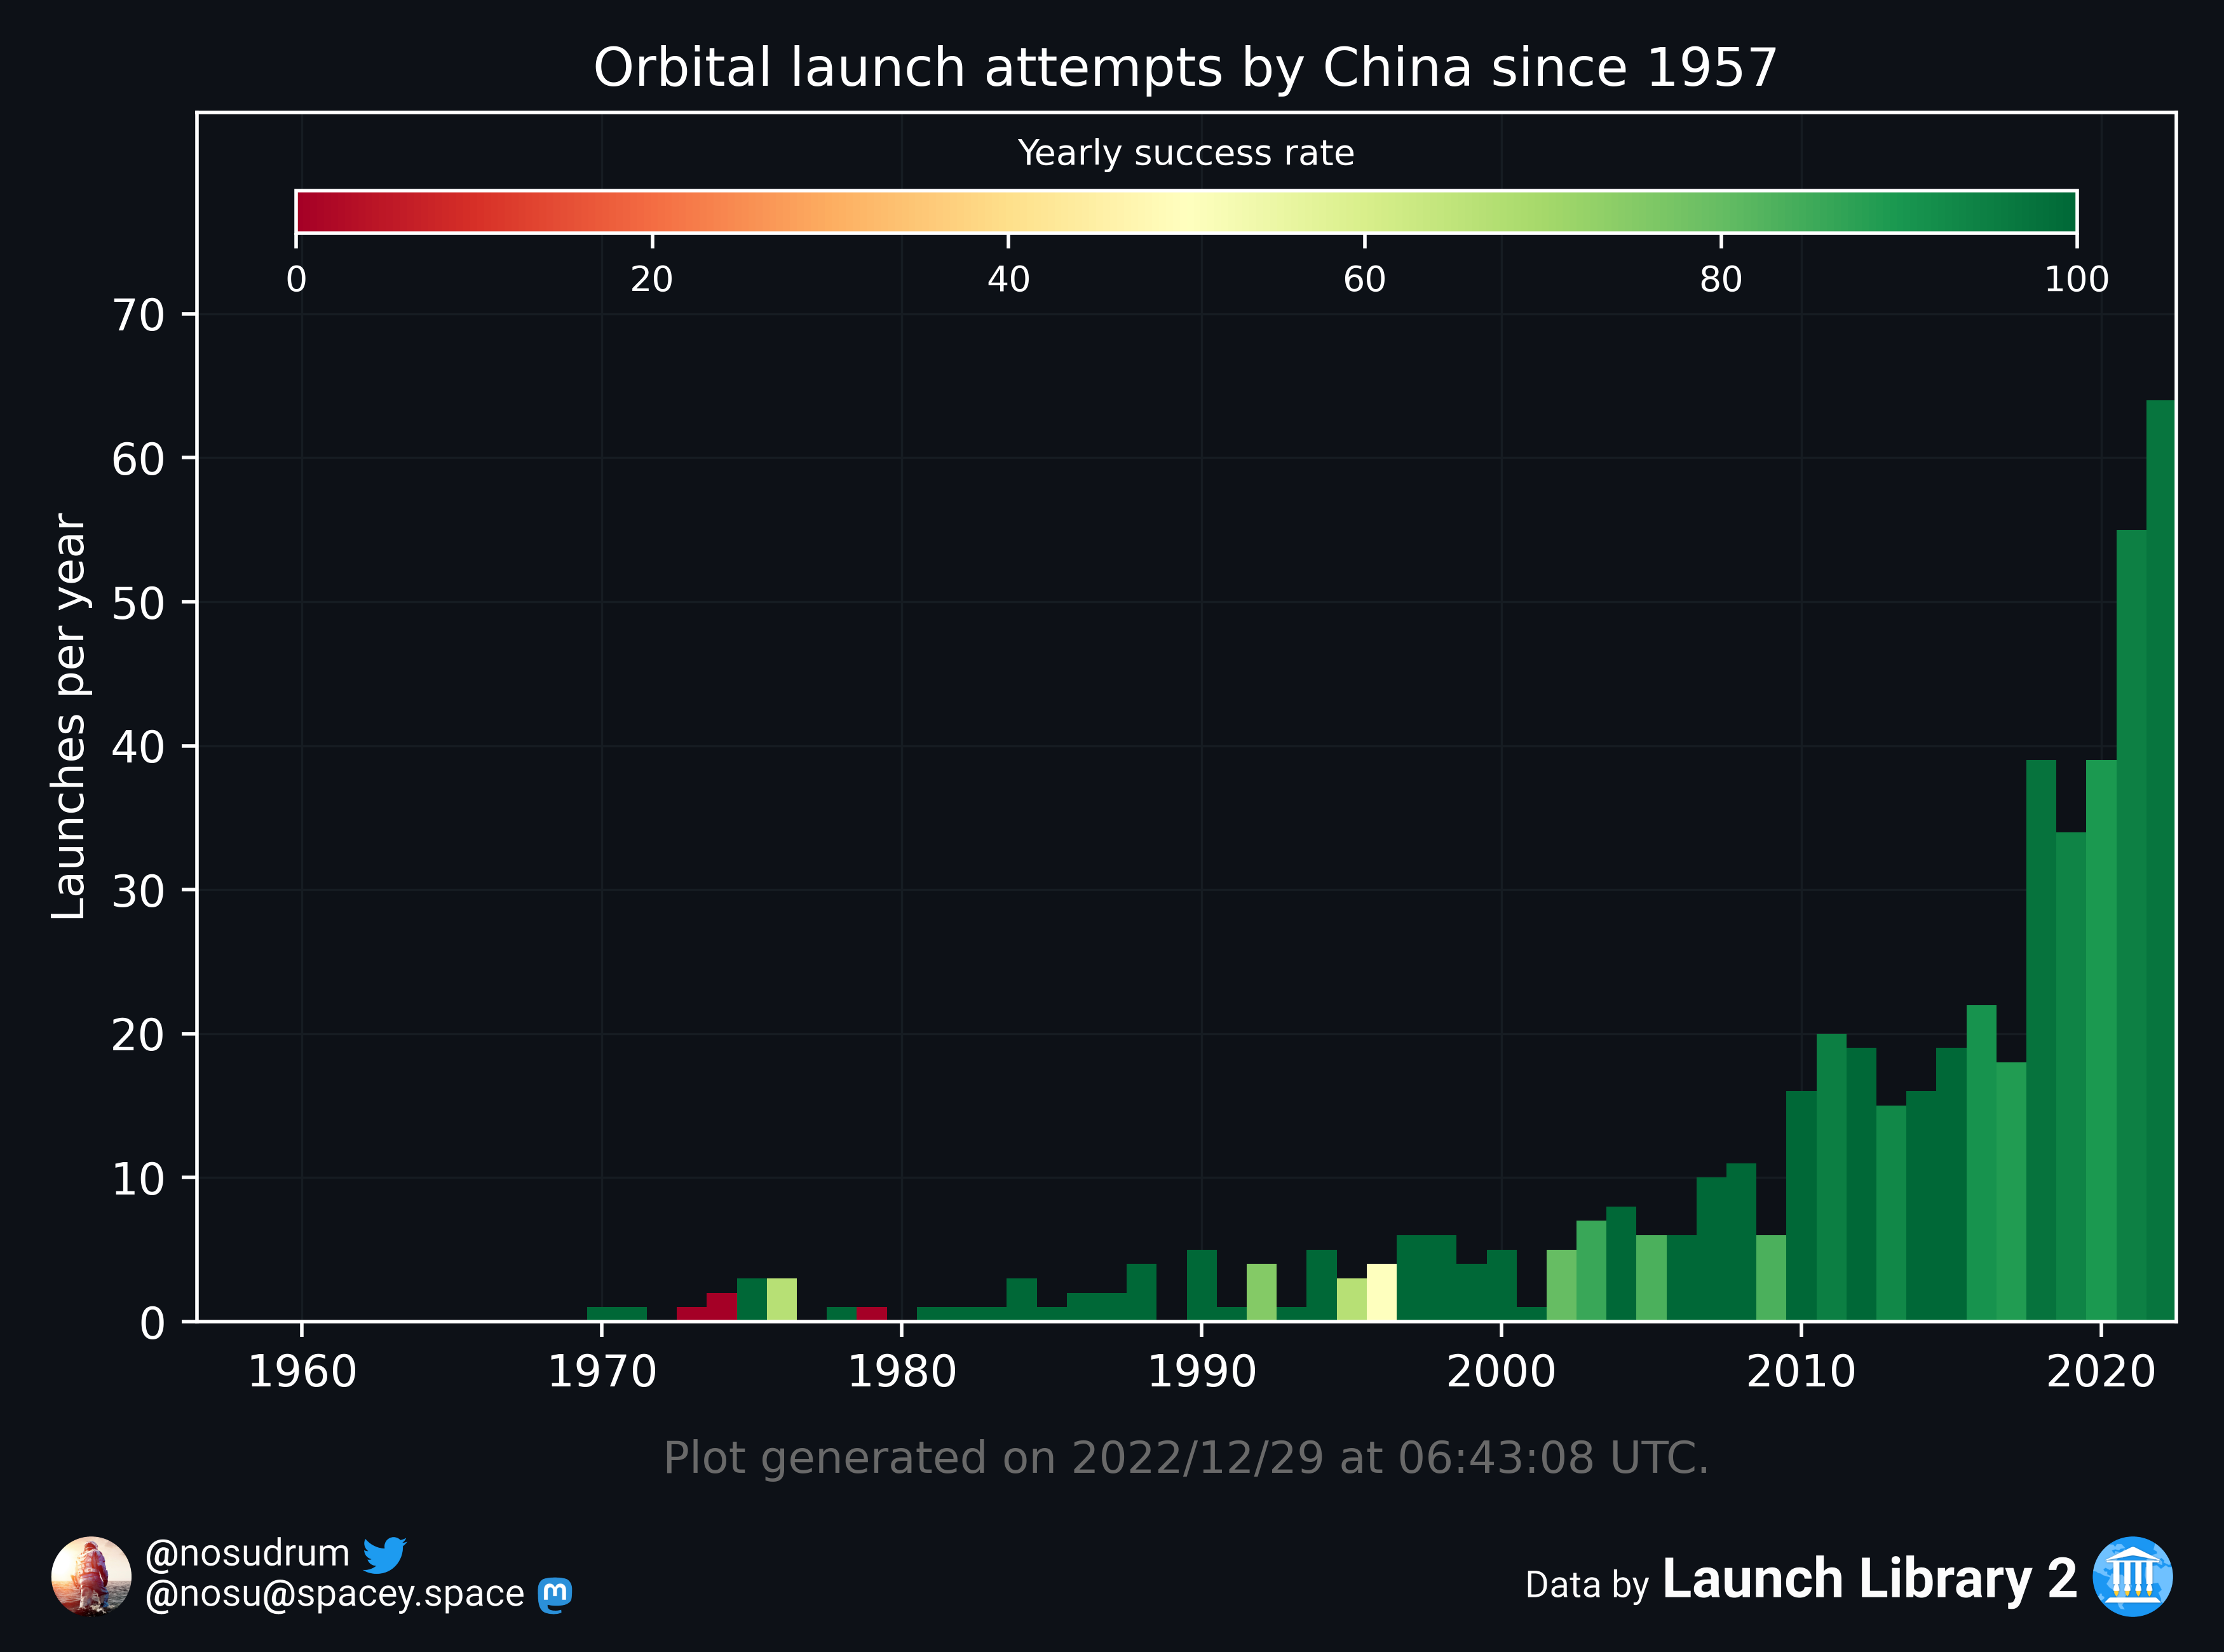 Orbital launch attempts by China since 1957
Yearly success rate
0 20 40 60 80 100
Launches per year
70
60
50
40
30
20
10
0
1960 1970 1980 1990 2000 2010 2020
Plot generated on 2022/12/29 at 06:43:08 UTC.
@nosudrum
@nosu@spacey.space
Data by Launch Library 2